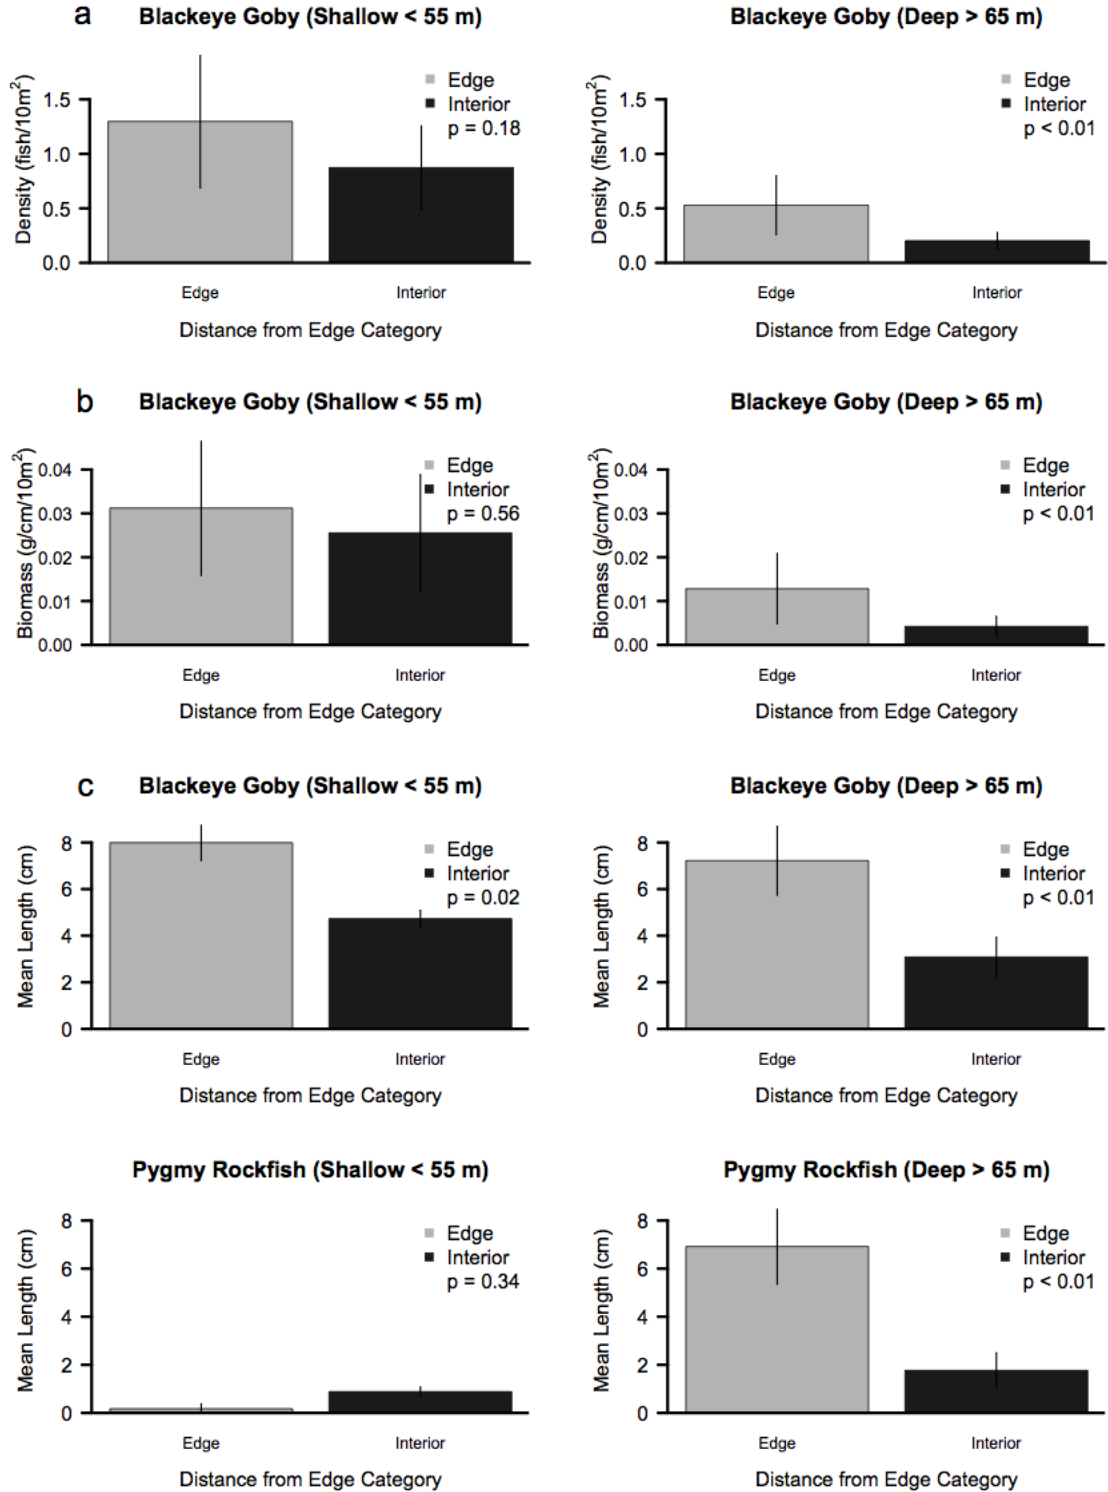 a
Blackeye Goby (Shallow < 55 m)
Density (fish/10m²)
1.5
1.0
0.5
0.0
Edge
Interior
p = 0.18
Edge Interior
Distance from Edge Category
Blackeye Goby (Deep > 65 m)
Density (fish/10m²)
1.5
1.0
0.5
0.0
Edge
Interior
p < 0.01
Edge Interior
Distance from Edge Category
b
Blackeye Goby (Shallow < 55 m)
Biomass (g/cm/10m²)
0.04
0.03
0.02
0.01
0.00
Edge
Interior
p = 0.56
Edge Interior
Distance from Edge Category
Blackeye Goby (Deep > 65 m)
Biomass (g/cm/10m²)
0.04
0.03
0.02
0.01
0.00
Edge
Interior
p < 0.01
Edge Interior
Distance from Edge Category
c
Blackeye Goby (Shallow < 55 m)
Mean Length (cm)
8
6
4
2
0
Edge
Interior
p = 0.02
Edge Interior
Distance from Edge Category
Blackeye Goby (Deep > 65 m)
Mean Length (cm)
8
6
4
2
0
Edge
Interior
p < 0.01
Edge Interior
Distance from Edge Category
Pygmy Rockfish (Shallow < 55 m)
Mean Length (cm)
8
6
4
2
0
Edge
Interior
p = 0.34
Edge Interior
Distance from Edge Category
Pygmy Rockfish (Deep > 65 m)
Mean Length (cm)
8
6
4
2
0
Edge
Interior
p < 0.01
Edge Interior
Distance from Edge Category